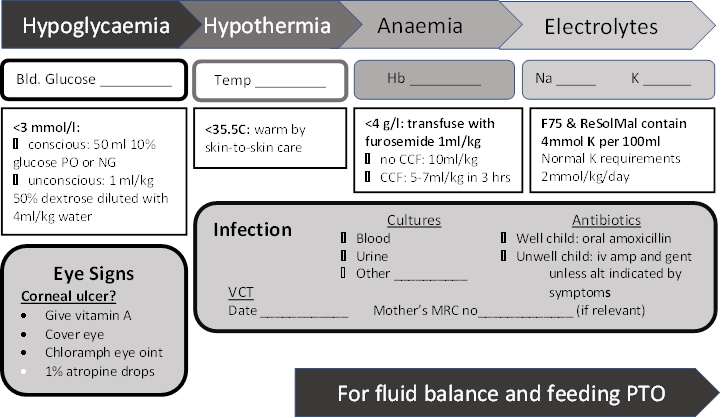 Hypoglycaemia
Hypothermia
Anaemia
Electrolytes
Bld. Glucose __________
Temp __________
Hb __________
Na ______ K _______
<3 mmol/l:
conscious: 50 ml 10%
glucose PO or NG
unconscious: 1 ml/kg
50% dextrose diluted with
4ml/kg water
<35.5C: warm by
skin-to-skin care
<4 g/l: transfuse with
furosemide 1ml/kg
no CCF: 10ml/kg
CCF: 5-7ml/kg in 3 hrs
F75 & ReSolMal contain
4mmol K per 100ml
Normal K requirements
2mmol/kg/day
Infection
Cultures
Blood
Urine
Other __________
Antibiotics
Well child: oral amoxicillin
Unwell child: iv amp and gent
unless alt indicated by
symptoms
VCT
Date ____________ Mother's MRC no_____________ (if relevant)
Eye Signs
Corneal ulcer?
• Give vitamin A
• Cover eye
• Chloramph eye oint
• 1% atropine drops
For fluid balance and feeding PTO